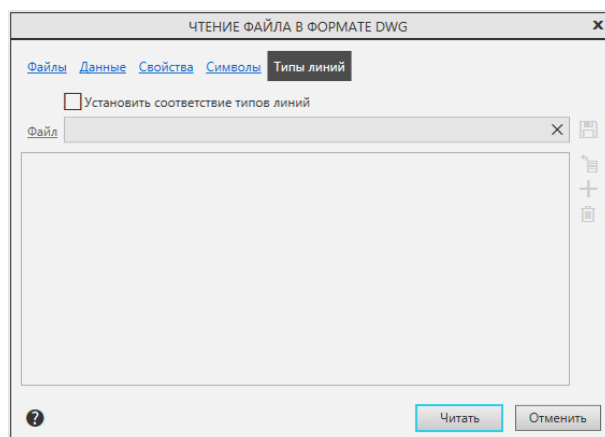 ЧТЕНИЕ ФАЙЛА В ФОРМАТЕ DWG
Файлы Данные Свойства Символы Типы линий
Установить соответствие типов линий
Файл
Читать Отменить